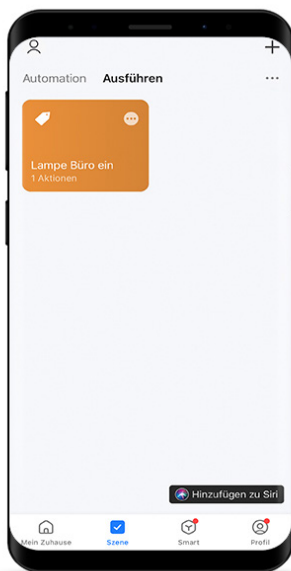 Automation Ausführen
Lampe Büro ein
1 Aktionen
Hinzufügen zu Siri
Mein Zuhause Szene Smart Profil